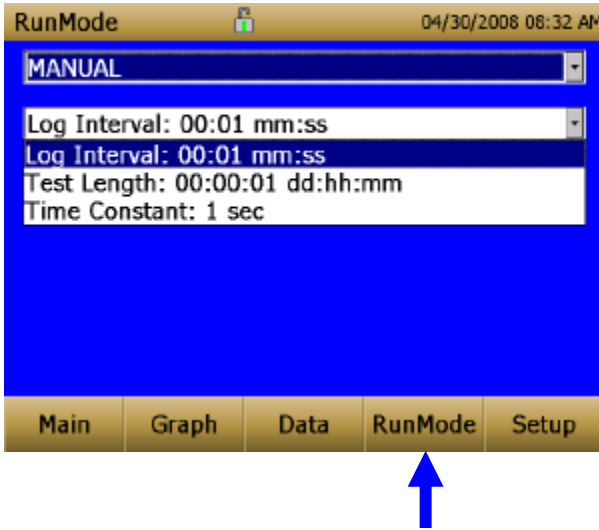 RunMode 04/30/2008 08:32 AM
MANUAL
Log Interval: 00:01 mm:ss
Log Interval: 00:01 mm:ss
Test Length: 00:00:01 dd:hh:mm
Time Constant: 1 sec
Main Graph Data RunMode Setup